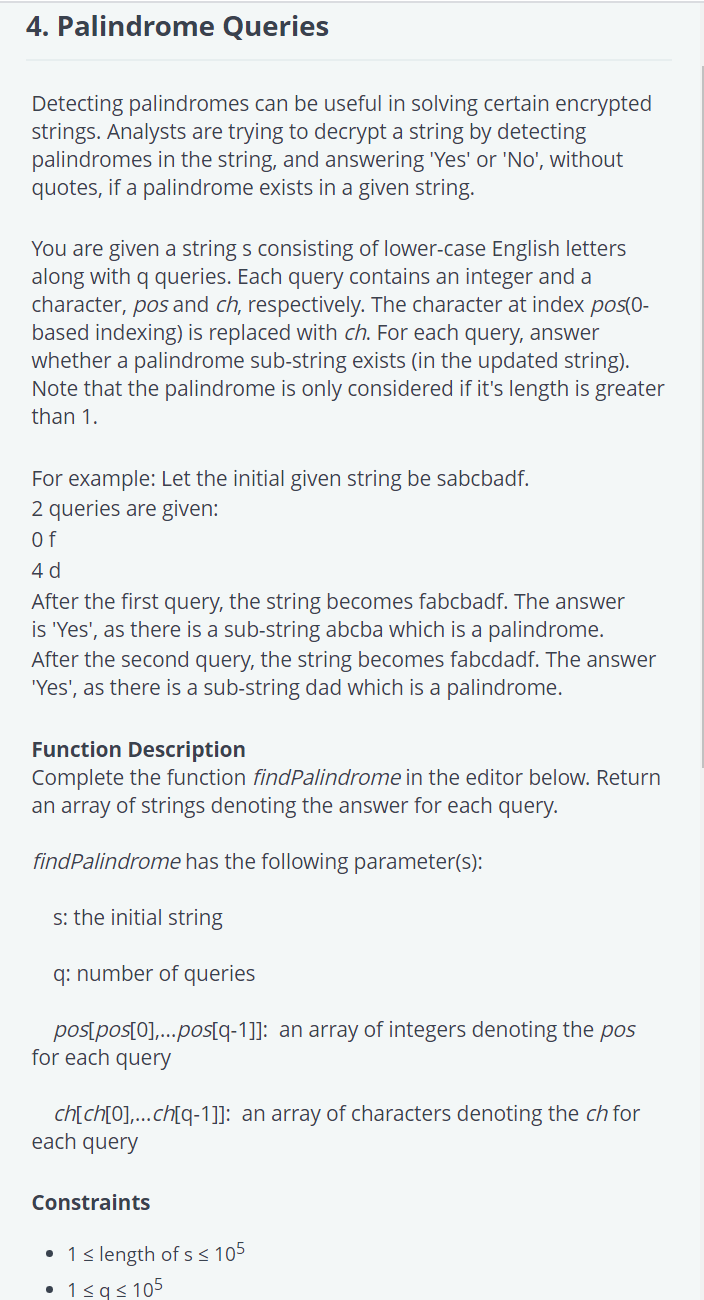 4. Palindrome Queries
Detecting palindromes can be useful in solving certain encrypted
strings. Analysts are trying to decrypt a string by detecting
palindromes in the string, and answering 'Yes' or 'No', without
quotes, if a palindrome exists in a given string.
You are given a string s consisting of lower-case English letters
along with q queries. Each query contains an integer and a
character, pos and ch, respectively. The character at index pos(0-
based indexing) is replaced with ch. For each query, answer
whether a palindrome sub-string exists (in the updated string).
Note that the palindrome is only considered if it's length is greater
than 1.
For example: Let the initial given string be sabcbadf.
2 queries are given:
0 f
4 d
After the first query, the string becomes fabcbadf. The answer
is 'Yes', as there is a sub-string abcba which is a palindrome.
After the second query, the string becomes fabcdadf. The answer
'Yes', as there is a sub-string dad which is a palindrome.
Function Description
Complete the function findPalindrome in the editor below. Return
an array of strings denoting the answer for each query.
findPalindrome has the following parameter(s):
s: the initial string
q: number of queries
pos[pos[0],...pos[q-1]]: an array of integers denoting the pos
for each query
ch[ch[0],...ch[q-1]]: an array of characters denoting the ch for
each query
Constraints
• 1 ≤ length of s ≤ 10⁵
• 1 ≤ q ≤ 10⁵